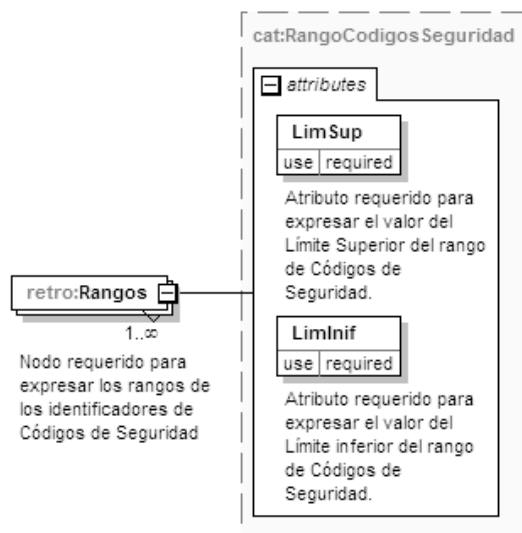 cat:RangoCodigosSeguridad
attributes
LimSup
use required
Atributo requerido para
expresar el valor del
Límite Superior del rango
de Códigos de
Seguridad.
retro:Rangos
1..∞
Nodo requerido para
expresar los rangos de
los identificadores de
Códigos de Seguridad
LimInif
use required
Atributo requerido para
expresar el valor del
Límite inferior del rango
de Códigos de
Seguridad.